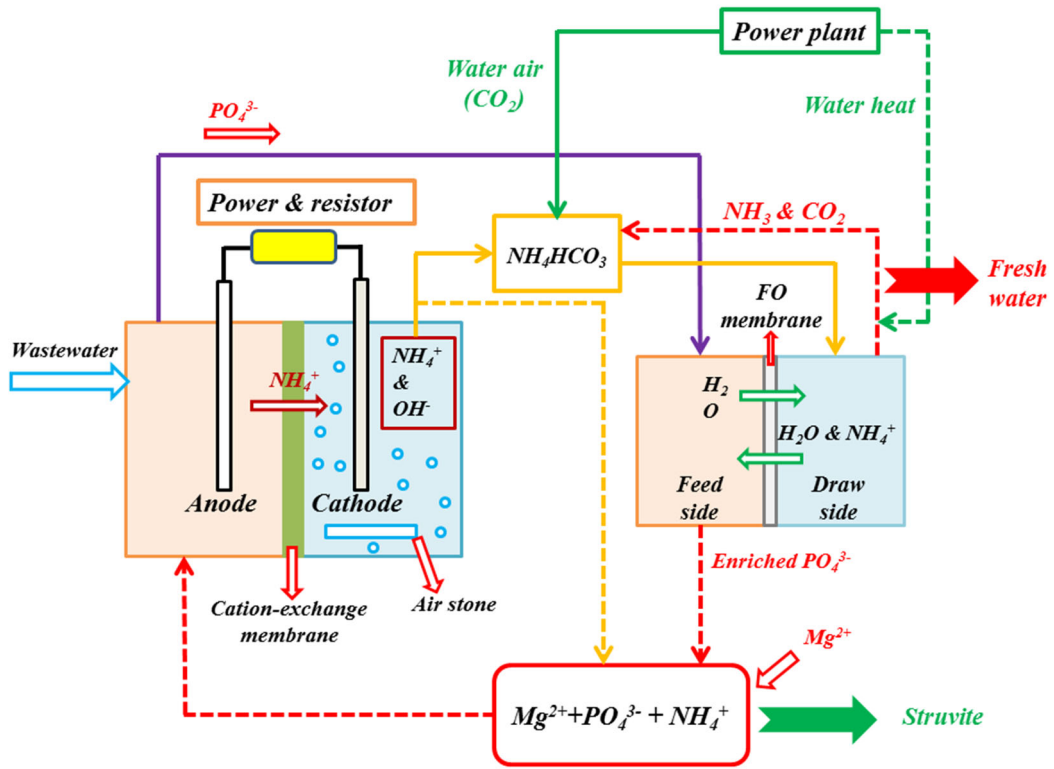 Power plant
Water air
(CO₂)
Water heat
PO₄³⁻
Power & resistor
NH₃ & CO₂
NH₄HCO₃
Fresh
water
FO
membrane
Wastewater
NH₄⁺
NH₄⁺
&
OH⁻
H₂
O
H₂O & NH₄⁺
Anode
Cathode
Feed
side
Draw
side
Enriched PO₄³⁻
Cation-exchange
membrane
Air stone
Mg²⁺
Mg²⁺+PO₄³⁻ + NH₄⁺
Struvite